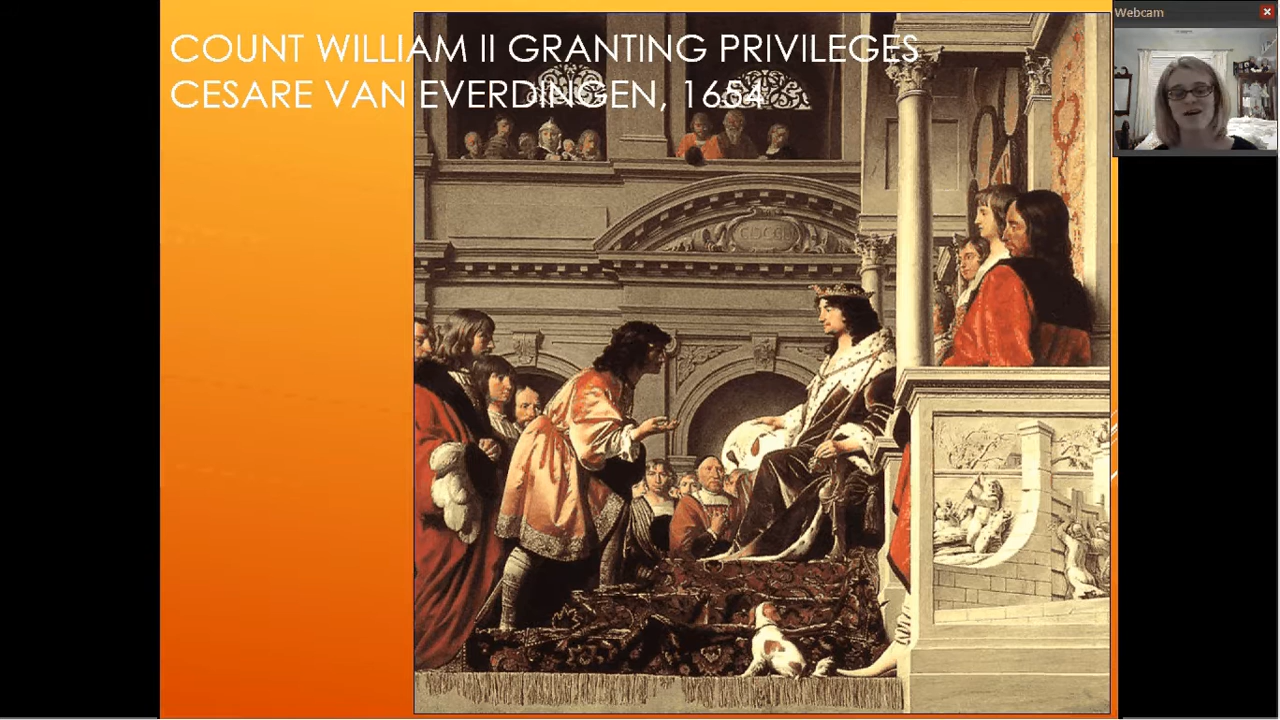 COUNT WILLIAM II GRANTING PRIVILEGES
CESARE VAN EVERDINGEN, 1654
Webcam